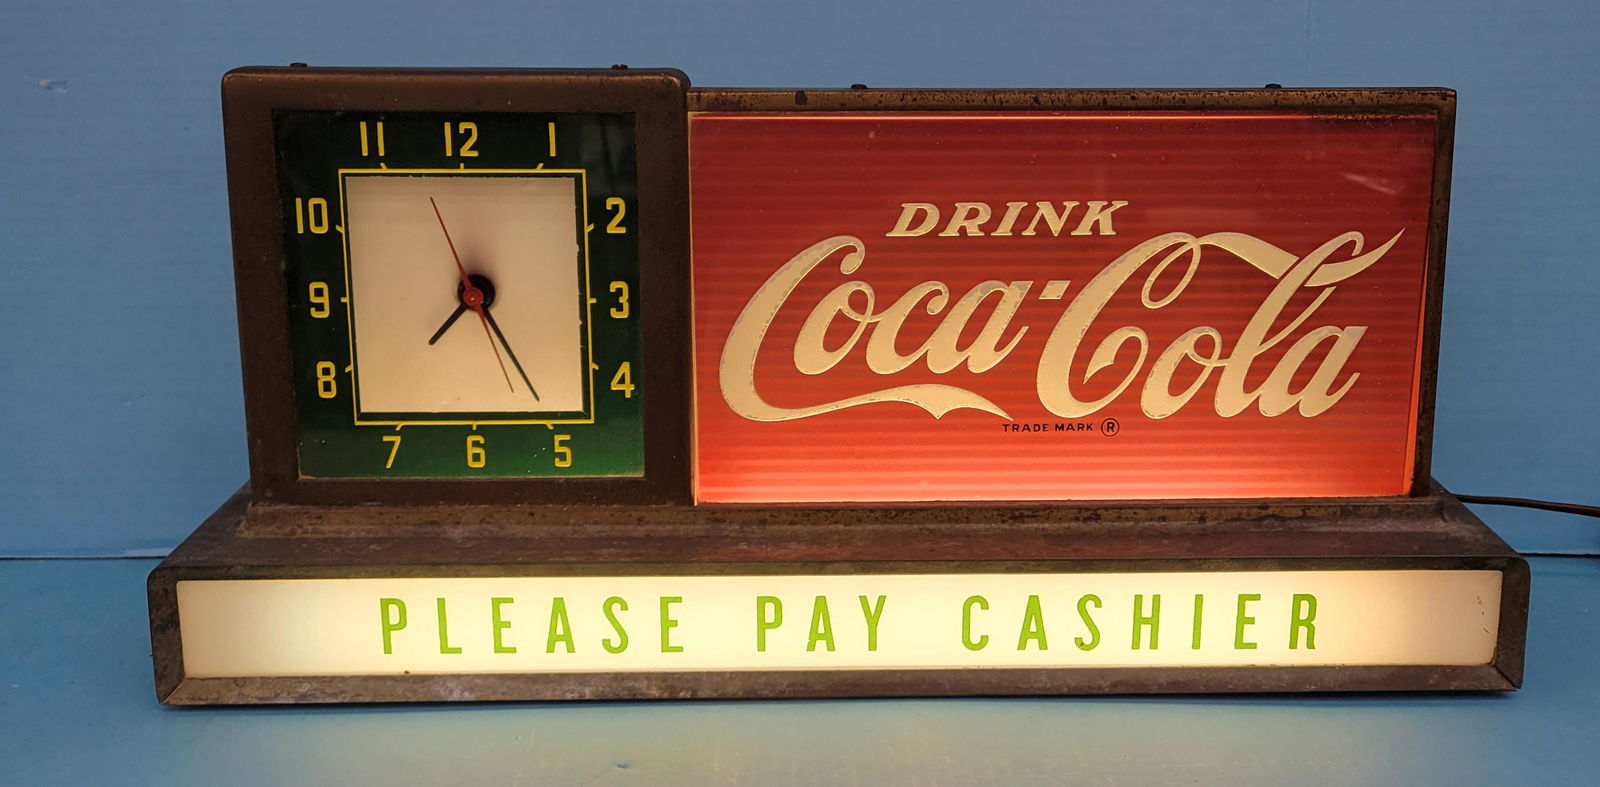 11 12 1
10 2
9 3
8 4
7 6 5
DRINK
Coca-Cola
TRADE MARK ®
PLEASE PAY CASHIER